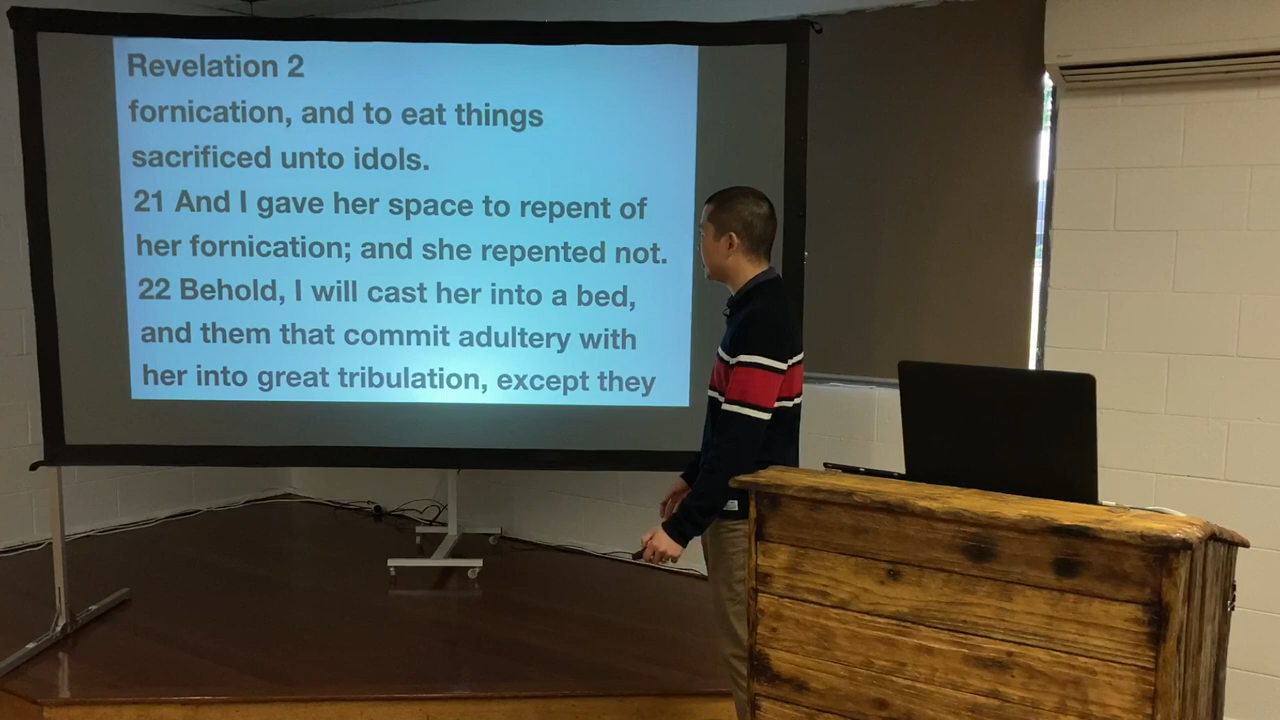 Revelation 2
fornication, and to eat things
sacrificed unto idols.
21 And I gave her space to repent of
her fornication; and she repented not.
22 Behold, I will cast her into a bed,
and them that commit adultery with
her into great tribulation, except they